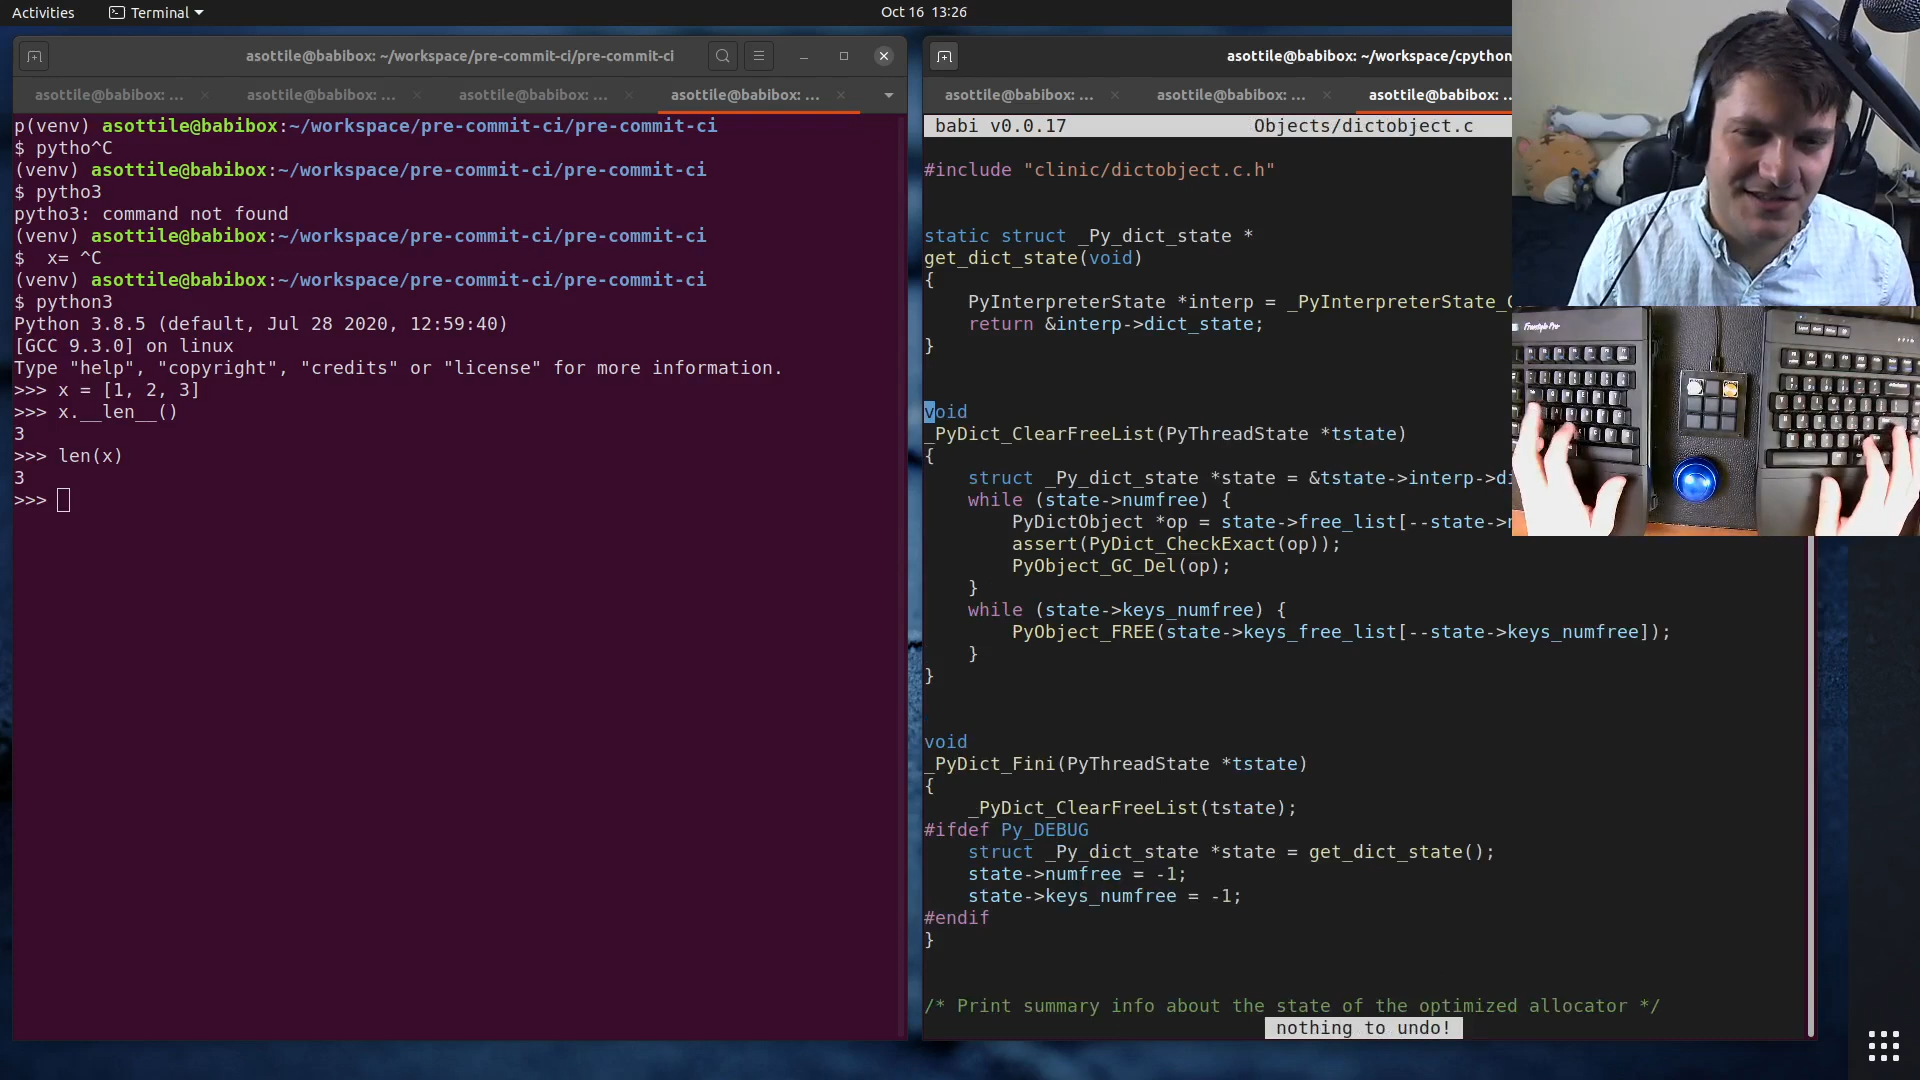 Activities
Terminal
Oct 16 13:26
asottile@babibox: ~/workspace/pre-commit-ci/pre-commit-ci
asottile@babibox: ...
asottile@babibox: ...
asottile@babibox: ...
asottile@babibox: ...
p(venv) asottile@babibox:~/workspace/pre-commit-ci/pre-commit-ci
$ pytho^C
(venv) asottile@babibox:~/workspace/pre-commit-ci/pre-commit-ci
$ pytho3
pytho3: command not found
(venv) asottile@babibox:~/workspace/pre-commit-ci/pre-commit-ci
$  x= ^C
(venv) asottile@babibox:~/workspace/pre-commit-ci/pre-commit-ci
$ python3
Python 3.8.5 (default, Jul 28 2020, 12:59:40)
[GCC 9.3.0] on linux
Type "help", "copyright", "credits" or "license" for more information.
>>> x = [1, 2, 3]
>>> x.__len__()
3
>>> len(x)
3
>>>
asottile@babibox: ~/workspace/cpython
asottile@babibox: ...
asottile@babibox: ...
asottile@babibox: ..
babi v0.0.17 Objects/dictobject.c
#include "clinic/dictobject.c.h"
static struct _Py_dict_state *
get_dict_state(void)
{
    PyInterpreterState *interp = _PyInterpreterState_
    return &interp->dict_state;
}
void
_PyDict_ClearFreeList(PyThreadState *tstate)
{
    struct _Py_dict_state *state = &tstate->interp->di
    while (state->numfree) {
        PyDictObject *op = state->free_list[--state->
        assert(PyDict_CheckExact(op));
        PyObject_GC_Del(op);
    }
    while (state->keys_numfree) {
        PyObject_FREE(state->keys_free_list[--state->keys_numfree]);
    }
}
void
_PyDict_Fini(PyThreadState *tstate)
{
    _PyDict_ClearFreeList(tstate);
#ifdef Py_DEBUG
    struct _Py_dict_state *state = get_dict_state();
    state->numfree = -1;
    state->keys_numfree = -1;
#endif
}
/* Print summary info about the state of the optimized allocator */
nothing to undo!
Freestyle Pro